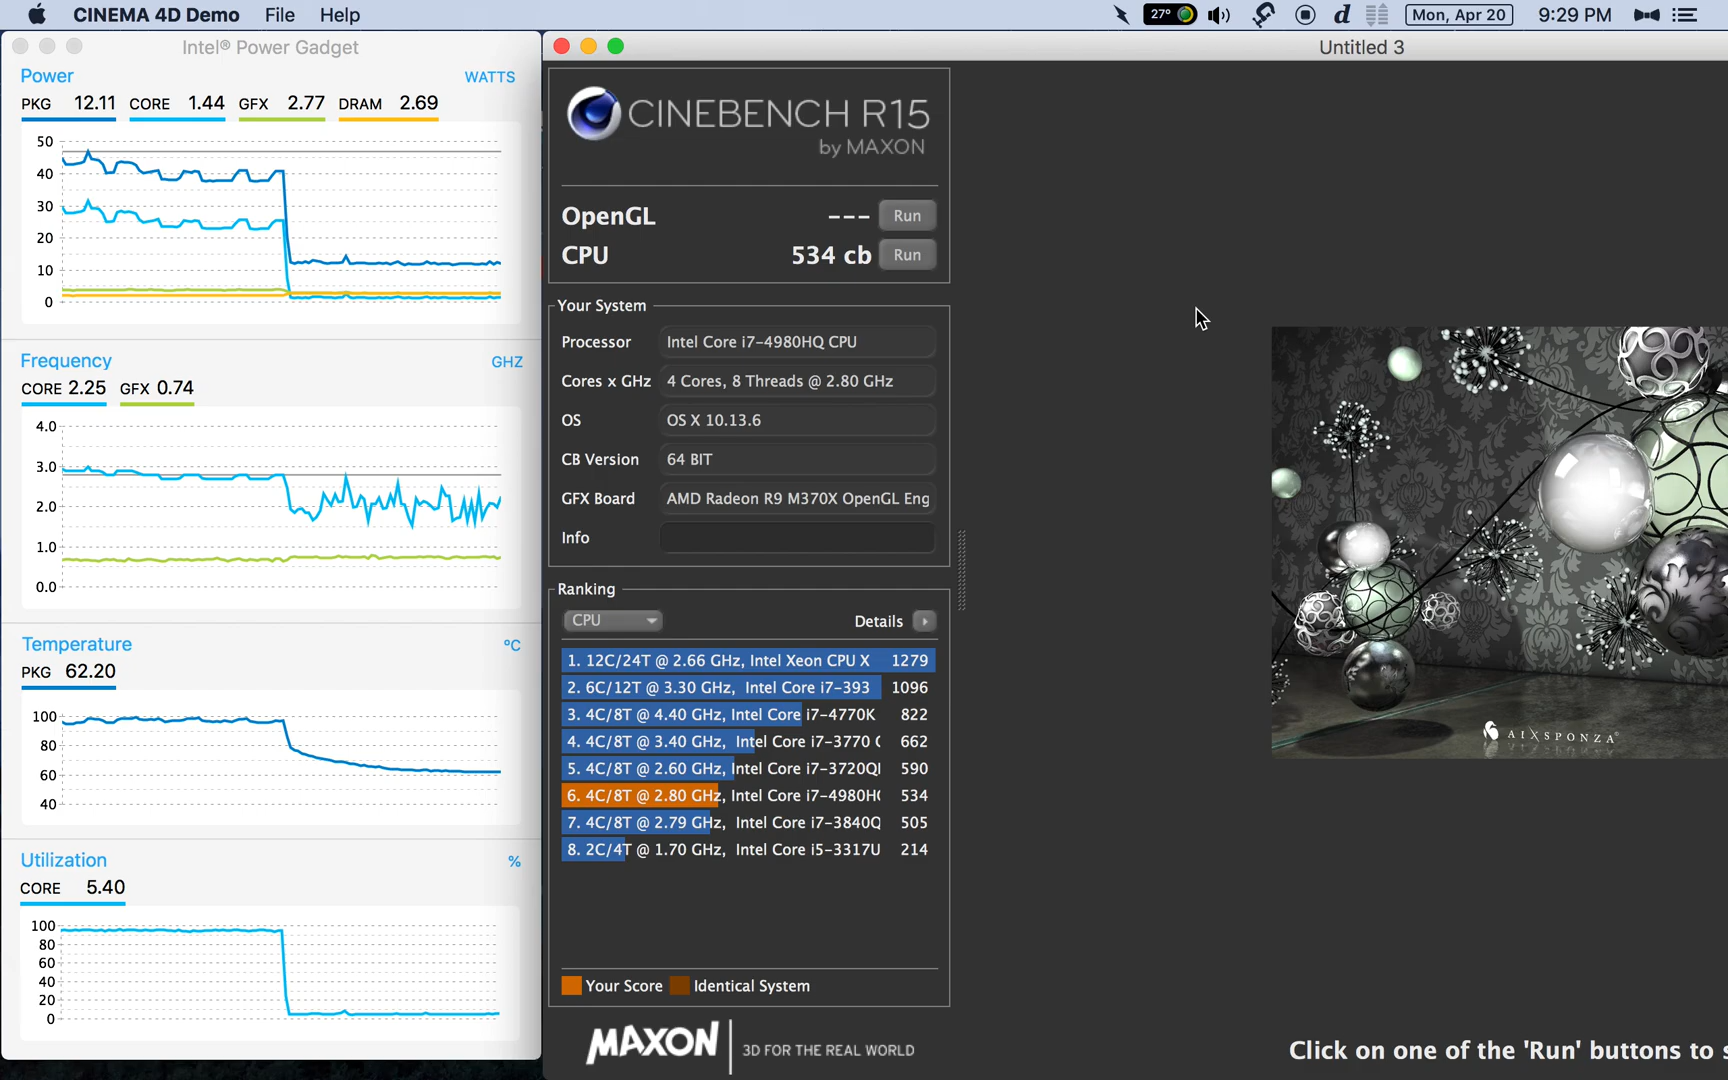 CINEMA 4D Demo File Help
27° d Mon, Apr 20 9:29 PM
Intel® Power Gadget
Power WATTS
PKG 12.11 CORE 1.44 GFX 2.77 DRAM 2.69
50
40
30
20
10
0
Frequency GHZ
CORE 2.25 GFX 0.74
4.0
3.0
2.0
1.0
0.0
Temperature °C
PKG 62.20
100
80
60
40
Utilization %
CORE 5.40
100
80
60
40
20
0
Untitled 3
CINEBENCH R15
by MAXON
OpenGL --- Run
CPU 534 cb Run
Your System
Processor Intel Core i7-4980HQ CPU
Cores x GHz 4 Cores, 8 Threads @ 2.80 GHz
OS OS X 10.13.6
CB Version 64 BIT
GFX Board AMD Radeon R9 M370X OpenGL Eng
Info
Ranking
CPU Details
1. 12C/24T @ 2.66 GHz, Intel Xeon CPU X 1279
2. 6C/12T @ 3.30 GHz, Intel Core i7-393 1096
3. 4C/8T @ 4.40 GHz, Intel Core i7-4770K 822
4. 4C/8T @ 3.40 GHz, Intel Core i7-3770 C 662
5. 4C/8T @ 2.60 GHz, Intel Core i7-3720Q 590
6. 4C/8T @ 2.80 GHz, Intel Core i7-4980H 534
7. 4C/8T @ 2.79 GHz, Intel Core i7-3840Q 505
8. 2C/4T @ 1.70 GHz, Intel Core i5-3317U 214
Your Score Identical System
MAXON 3D FOR THE REAL WORLD
AIXSPONZA
Click on one of the 'Run' buttons to s